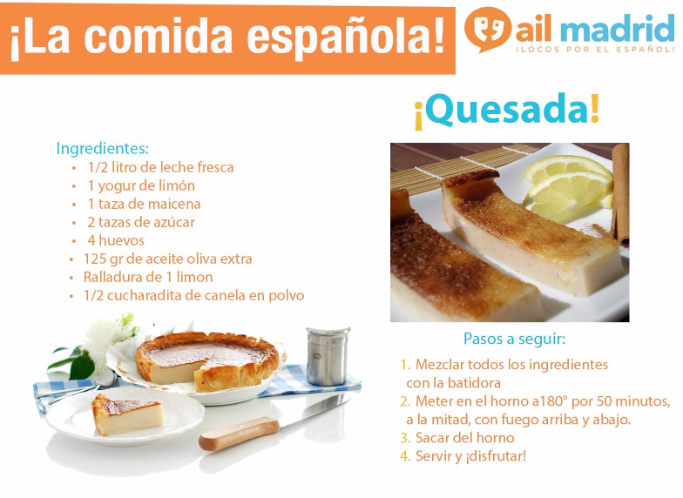 ¡La comida española!
ail madrid
¡LOCOS POR EL ESPAÑOL!
¡Quesada!
Ingredientes:
• 1/2 litro de leche fresca
• 1 yogur de limón
• 1 taza de maicena
• 2 tazas de azúcar
• 4 huevos
• 125 gr de aceite oliva extra
• Ralladura de 1 limon
• 1/2 cucharadita de canela en polvo
Pasos a seguir:
1. Mezclar todos los ingredientes
con la batidora
2. Meter en el horno a180° por 50 minutos,
a la mitad, con fuego arriba y abajo.
3. Sacar del horno
4. Servir y ¡disfrutar!